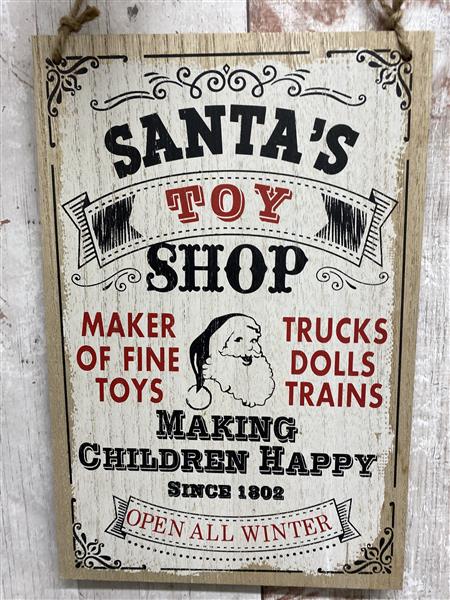 SANTA'S
TOY
SHOP
MAKER
OF FINE
TOYS
TRUCKS
DOLLS
TRAINS
MAKING
CHILDREN HAPPY
SINCE 1802
OPEN ALL WINTER